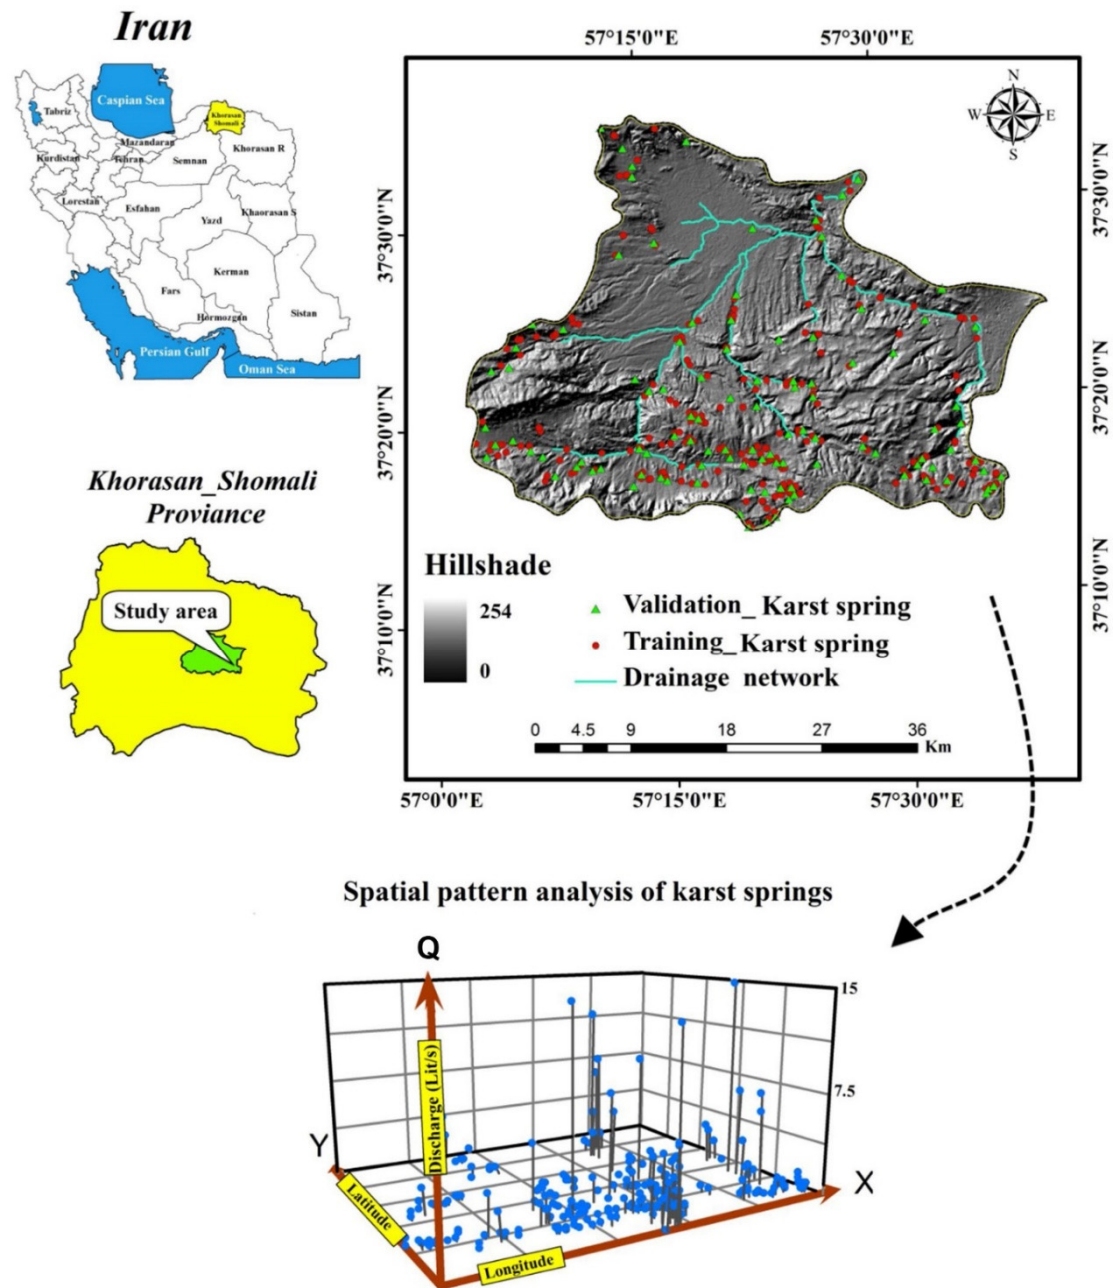 Iran
Caspian Sea
Tabriz
Khorasan
Shomali
Mazandaran
Kurdistan
Tehran
Semnan
Khorasan R
Lorestan
Esfahan
Yazd
Khaorasan S
Kerman
Fars
Hormozgan
Sistan
Persian Gulf
Oman Sea
Khorasan_Shomali
Proviance
Study area
57°15'0"E
57°30'0"E
N
W
E
S
37°30'0"N
37°30'0"N
37°20'0"N
37°20'0"N
37°10'0"N
37°10'0"N
Hillshade
254
0
Validation_ Karst spring
Training_ Karst spring
Drainage network
0 4.5 9 18 27 36
Km
57°0'0"E
57°15'0"E
57°30'0"E
Spatial pattern analysis of karst springs
Q
15
Discharge (Lit/s)
7.5
Y
X
Latitude
Longitude